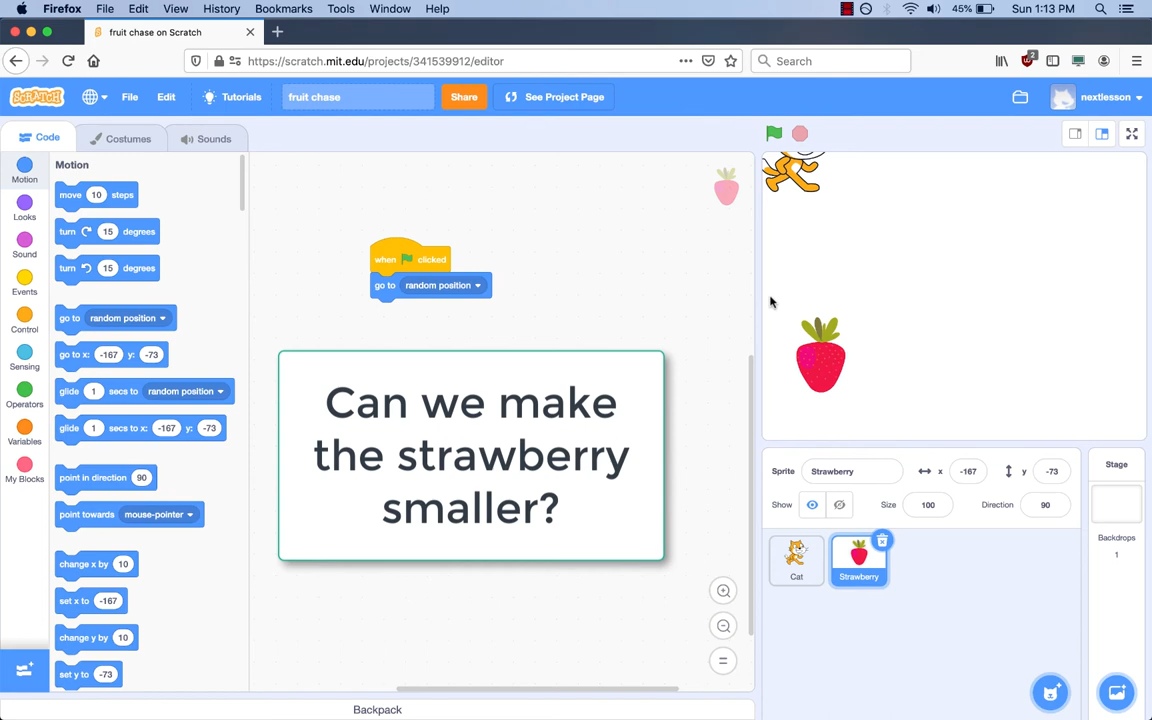 Firefox File Edit View History Bookmarks Tools Window Help 45% Sun 1:13 PM
fruit chase on Scratch
https://scratch.mit.edu/projects/341539912/editor Search 2
SCRATCH File Edit Tutorials fruit chase Share See Project Page nextlesson
Code Costumes Sounds
Motion
Looks
Sound
Events
Control
Sensing
Operators
Variables
My Blocks
Motion
move 10 steps
turn 15 degrees
turn 15 degrees
go to random position
go to x: -167 y: -73
glide 1 secs to random position
glide 1 secs to x: -167 y: -73
point in direction 90
point towards mouse-pointer
change x by 10
set x to -167
change y by 10
set y to -73
when clicked
go to random position
Can we make
the strawberry
smaller?
Sprite Strawberry x -167 y -73
Show Size 100 Direction 90
Cat Strawberry
Stage
Backdrops
1
Backpack